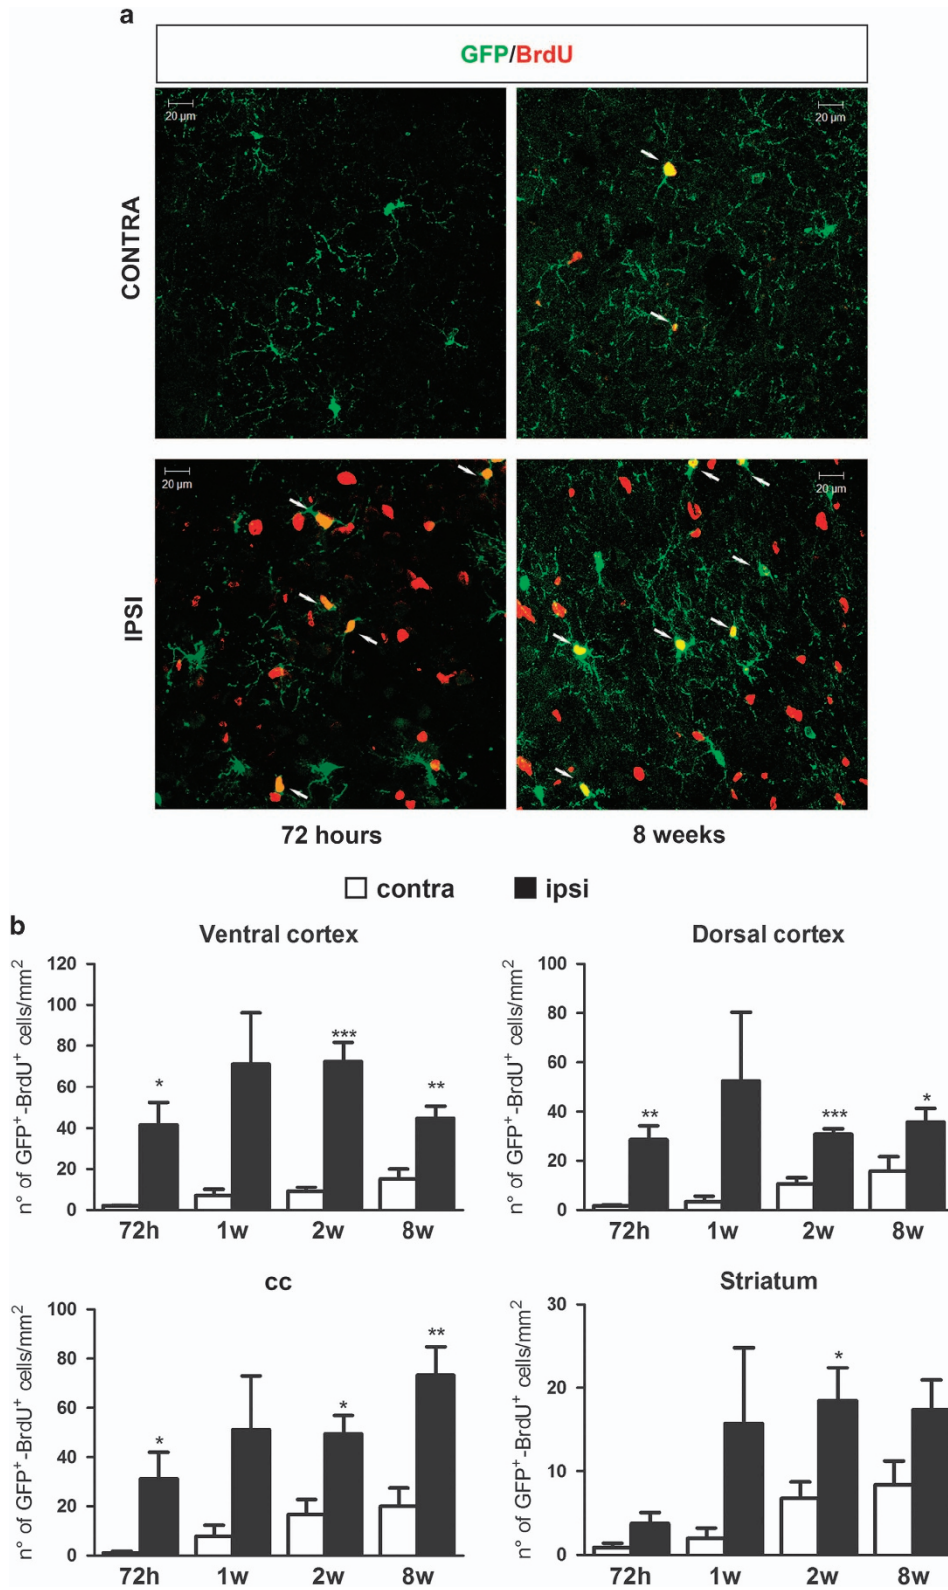 a
GFP/BrdU
20 µm
20 µm
CONTRA
20 µm
20 µm
IPSI
72 hours
8 weeks
contra
ipsi
b
Ventral cortex
n° of GFP⁺-BrdU⁺ cells/mm²
120
100
80
60
40
20
0
*
***
**
72h
1w
2w
8w
Dorsal cortex
n° of GFP⁺-BrdU⁺ cells/mm²
100
80
60
40
20
0
**
***
*
72h
1w
2w
8w
cc
n° of GFP⁺-BrdU⁺ cells/mm²
100
80
60
40
20
0
*
*
**
72h
1w
2w
8w
Striatum
n° of GFP⁺-BrdU⁺ cells/mm²
30
20
10
0
*
72h
1w
2w
8w